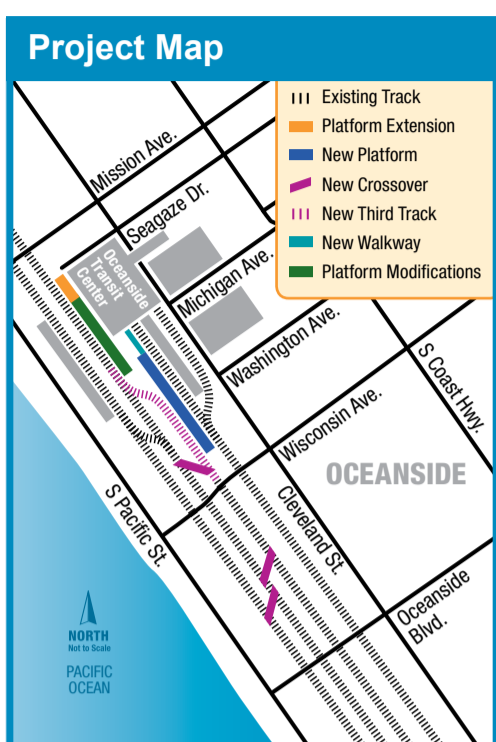 Project Map
Existing Track
Platform Extension
New Platform
New Crossover
New Third Track
New Walkway
Platform Modifications
Mission Ave.
Seagaze Dr.
Oceanside
Transit
Center
Michigan Ave.
Washington Ave.
S Coast Hwy.
Wisconsin Ave.
OCEANSIDE
S Pacific St.
Cleveland St.
Oceanside
Blvd.
NORTH
Not to Scale
PACIFIC
OCEAN